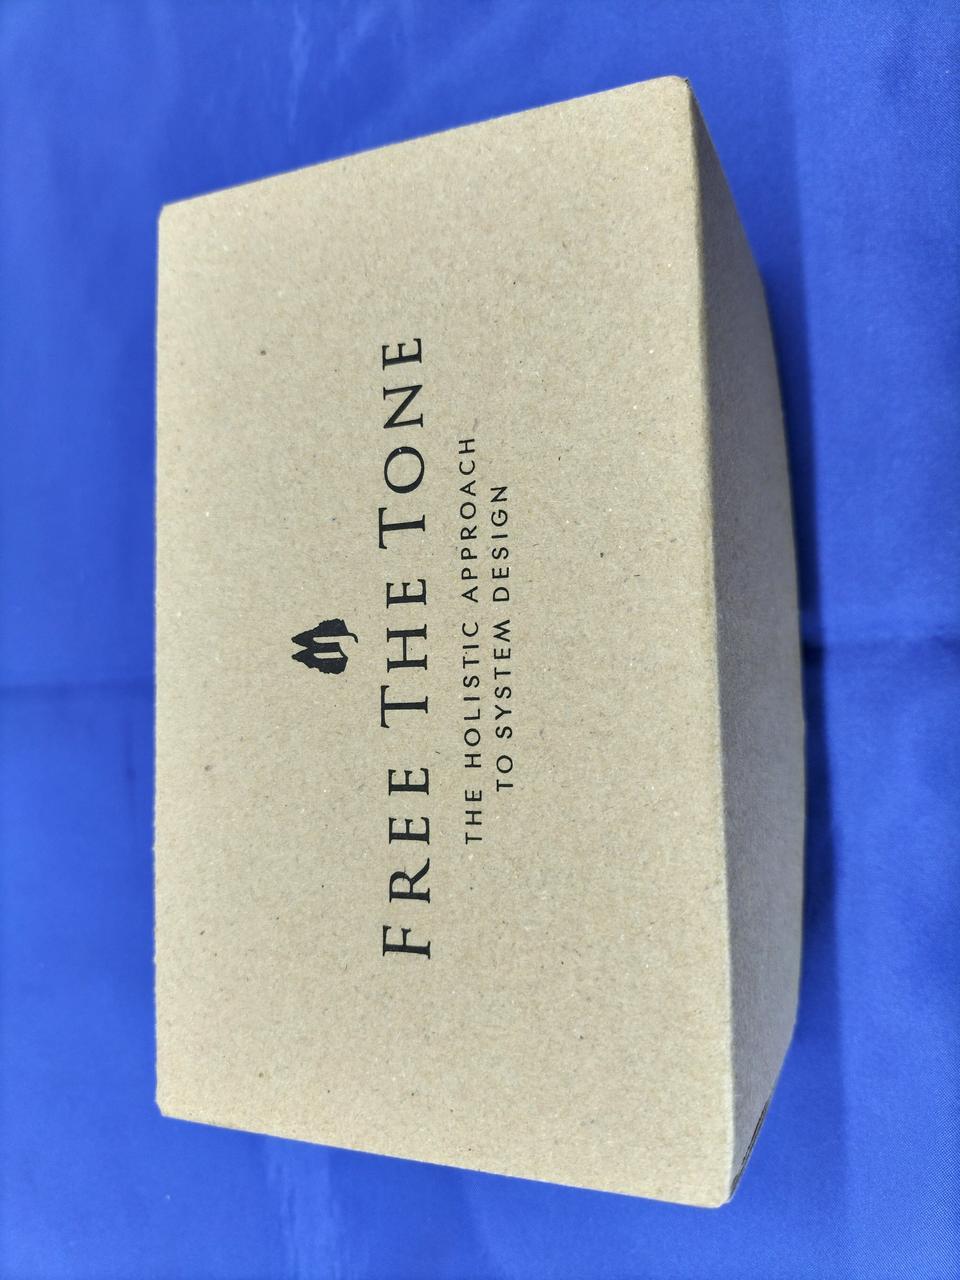 FREE THE TONE
THE HOLISTIC APPROACH
TO SYSTEM DESIGN